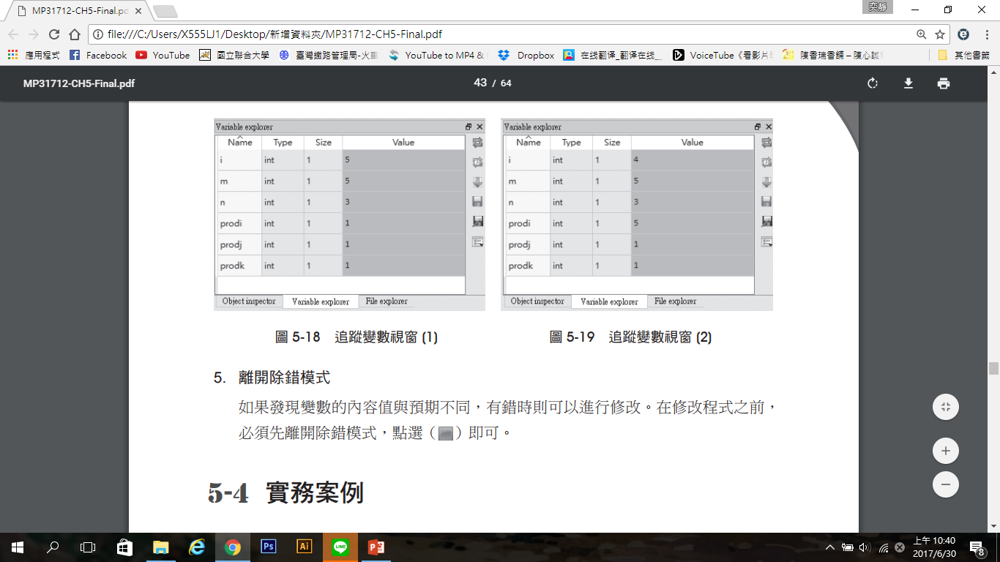 MP31712-CH5-Final.pd
奕靜
file:///C:/Users/X555LJ1/Desktop/新增資料夾/MP31712-CH5-Final.pdf
應用程式 Facebook YouTube 國立聯合大學 臺灣鐵路管理局-火車 YouTube to MP4 & Dropbox 在线翻译_翻译在线_ VoiceTube《看影片 陳香瑞香舖 – 陳心誠 其他書籤
MP31712-CH5-Final.pdf 43 / 64
Variable explorer
Name Type Size Value
i int 1 5
m int 1 5
n int 1 3
prodi int 1 1
prodj int 1 1
prodk int 1 1
Object inspector Variable explorer File explorer
圖 5-18 追蹤變數視窗 (1)
Variable explorer
Name Type Size Value
i int 1 4
m int 1 5
n int 1 3
prodi int 1 5
prodj int 1 1
prodk int 1 1
Object inspector Variable explorer File explorer
圖 5-19 追蹤變數視窗 (2)
5. 離開除錯模式
如果發現變數的內容值與預期不同，有錯時則可以進行修改。在修改程式之前，
必須先離開除錯模式，點選（）即可。
5-4 實務案例
Ps Ai LINE P
上午 10:40
2017/6/30
8